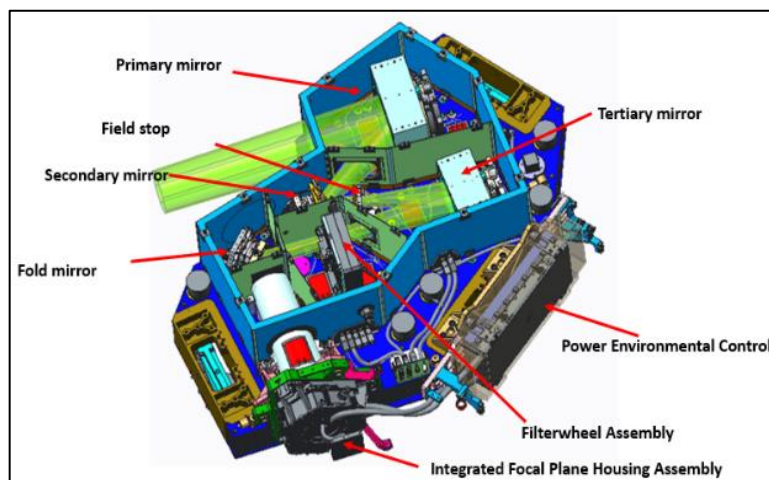 Primary mirror
Tertiary mirror
Field stop
Secondary mirror
Fold mirror
Power Environmental Control
Filterwheel Assembly
Integrated Focal Plane Housing Assembly